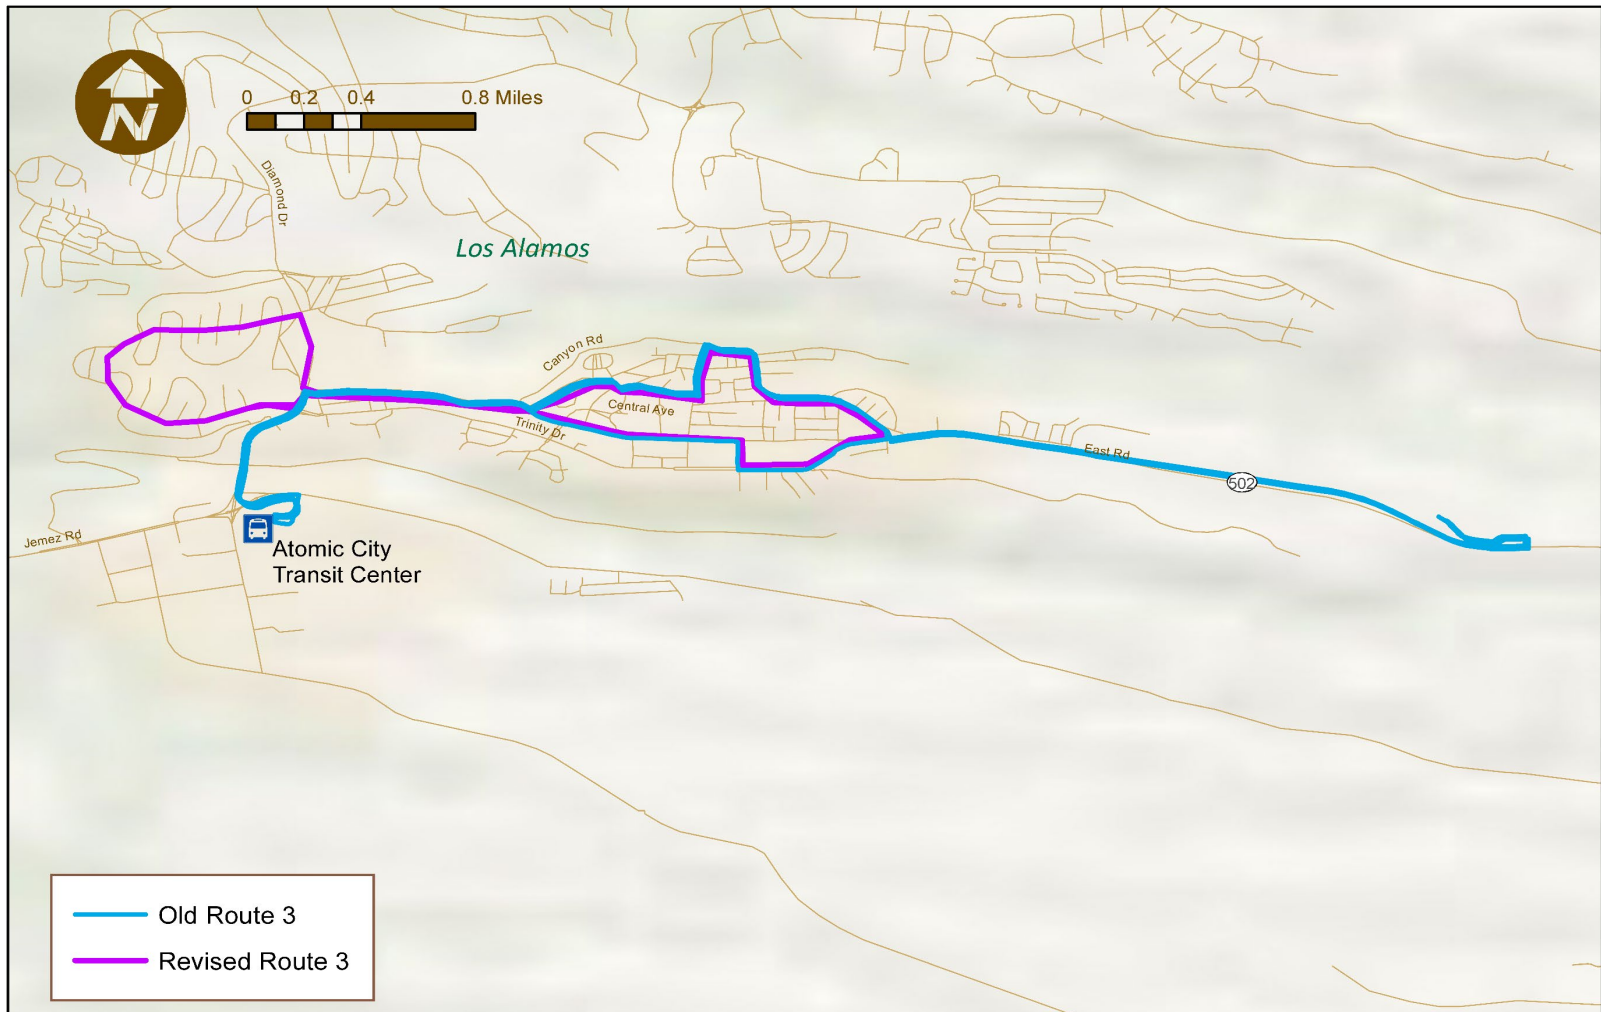 N
0 0.2 0.4 0.8 Miles
Diamond Dr
Los Alamos
Canyon Rd
Central Ave
Trinity Dr
East Rd
502
Jemez Rd
Atomic City
Transit Center
Old Route 3
Revised Route 3